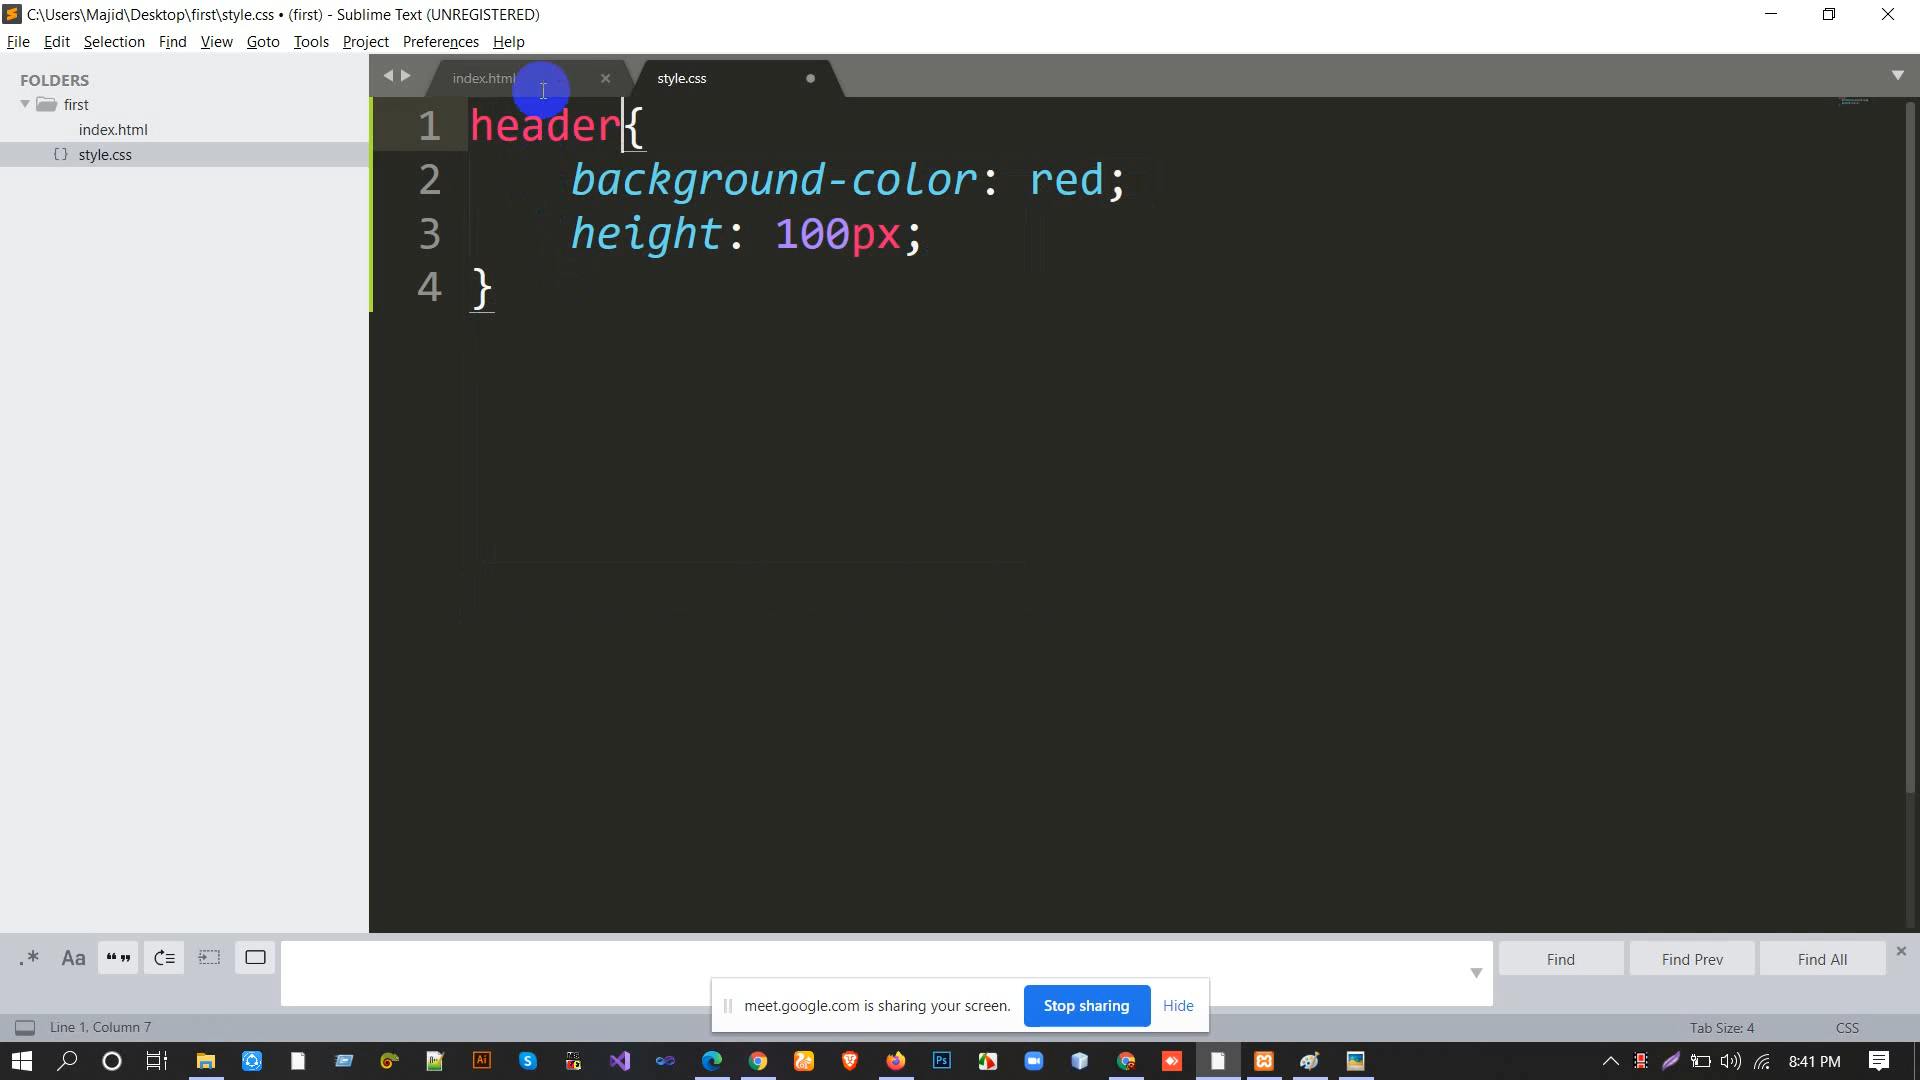 C:\Users\Majid\Desktop\first\style.css • (first) - Sublime Text (UNREGISTERED)
File Edit Selection Find View Goto Tools Project Preferences Help
FOLDERS
first
index.html
{} style.css
index.html
style.css
1 header{
2 background-color: red;
3 height: 100px;
4 }
.* Aa “” Find Find Prev Find All
meet.google.com is sharing your screen. Stop sharing Hide
Line 1, Column 7 Tab Size: 4 CSS
Ai S Ps 8:41 PM